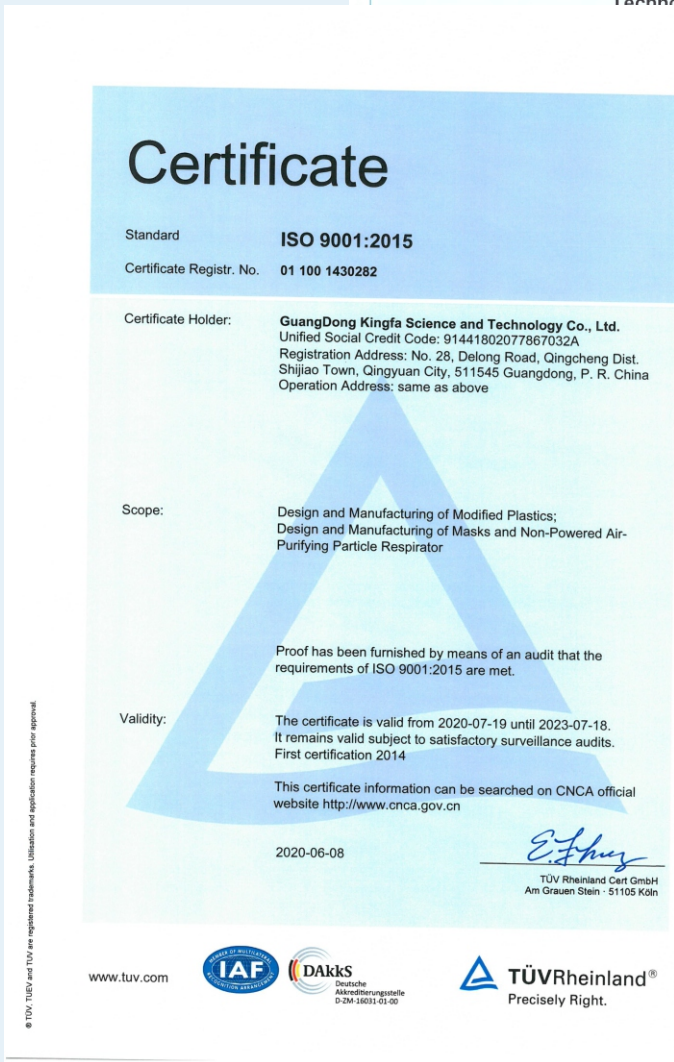 Certificate
Standard
ISO 9001:2015
Certificate Registr. No.
01 100 1430282
Certificate Holder:
GuangDong Kingfa Science and Technology Co., Ltd.
Unified Social Credit Code: 91441802077867032A
Registration Address: No. 28, Delong Road, Qingcheng Dist.
Shijiao Town, Qingyuan City, 511545 Guangdong, P. R. China
Operation Address: same as above
Scope:
Design and Manufacturing of Modified Plastics;
Design and Manufacturing of Masks and Non-Powered Air-
Purifying Particle Respirator
Proof has been furnished by means of an audit that the
requirements of ISO 9001:2015 are met.
Validity:
The certificate is valid from 2020-07-19 until 2023-07-18.
It remains valid subject to satisfactory surveillance audits.
First certification 2014
This certificate information can be searched on CNCA official
website http://www.cnca.gov.cn
2020-06-08
TÜV Rheinland Cert GmbH
Am Grauen Stein · 51105 Köln
® TÜV, TUEV and TUV are registered trademarks. Utilisation and application requires prior approval.
www.tuv.com
MEMBER OF MULTILATERAL
IAF
RECOGNITION ARRANGEMENT
DAkkS
Deutsche
Akkreditierungsstelle
D-ZM-16031-01-00
TÜVRheinland®
Precisely Right.